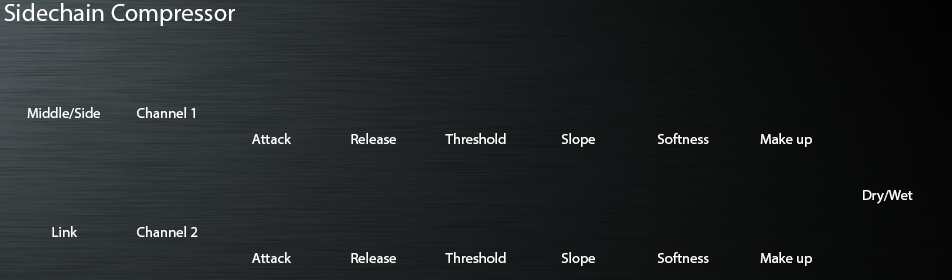 Sidechain Compressor
Middle/Side Channel 1
Attack Release Threshold Slope Softness Make up
Dry/Wet
Link Channel 2
Attack Release Threshold Slope Softness Make up